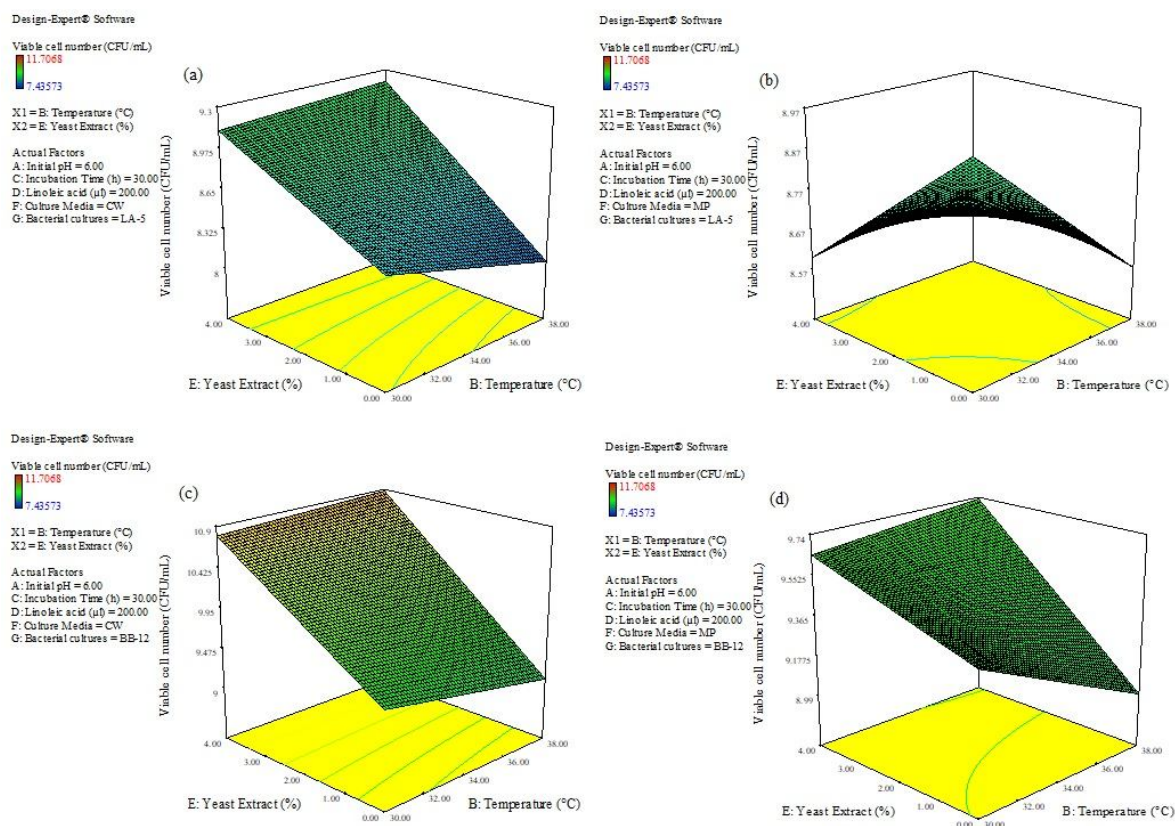 Design-Expert® Software
Viable cell number (CFU/mL)
11.7068
7.43573
X1 = B: Temperature (°C)
X2 = E: Yeast Extract (%)
Actual Factors
A: Initial pH = 6.00
C: Incubation Time (h) = 30.00
D: Linoleic acid (µl) = 200.00
F: Culture Media = CW
G: Bacterial cultures = LA-5
(a)
Viable cell number (CFU/mL)
9.3
8.975
8.65
8.325
8
4.00
3.00
2.00
1.00
0.00
30.00
32.00
34.00
36.00
38.00
E: Yeast Extract (%)
B: Temperature (°C)
Design-Expert® Software
Viable cell number (CFU/mL)
11.7068
7.43573
X1 = B: Temperature (°C)
X2 = E: Yeast Extract (%)
Actual Factors
A: Initial pH = 6.00
C: Incubation Time (h) = 30.00
D: Linoleic acid (µl) = 200.00
F: Culture Media = MP
G: Bacterial cultures = LA-5
(b)
Viable cell number (CFU/mL)
8.97
8.87
8.77
8.67
8.57
4.00
3.00
2.00
1.00
0.00
30.00
32.00
34.00
36.00
38.00
E: Yeast Extract (%)
B: Temperature (°C)
Design-Expert® Software
Viable cell number (CFU/mL)
11.7068
7.43573
X1 = B: Temperature (°C)
X2 = E: Yeast Extract (%)
Actual Factors
A: Initial pH = 6.00
C: Incubation Time (h) = 30.00
D: Linoleic acid (µl) = 200.00
F: Culture Media = CW
G: Bacterial cultures = BB-12
(c)
Viable cell number (CFU/mL)
10.9
10.425
9.95
9.475
9
4.00
3.00
2.00
1.00
0.00
30.00
32.00
34.00
36.00
38.00
E: Yeast Extract (%)
B: Temperature (°C)
Design-Expert® Software
Viable cell number (CFU/mL)
11.7068
7.43573
X1 = B: Temperature (°C)
X2 = E: Yeast Extract (%)
Actual Factors
A: Initial pH = 6.00
C: Incubation Time (h) = 30.00
D: Linoleic acid (µl) = 200.00
F: Culture Media = MP
G: Bacterial cultures = BB-12
(d)
Viable cell number (CFU/mL)
9.74
9.5525
9.365
9.1775
8.99
4.00
3.00
2.00
1.00
0.00
30.00
32.00
34.00
36.00
38.00
E: Yeast Extract (%)
B: Temperature (°C)